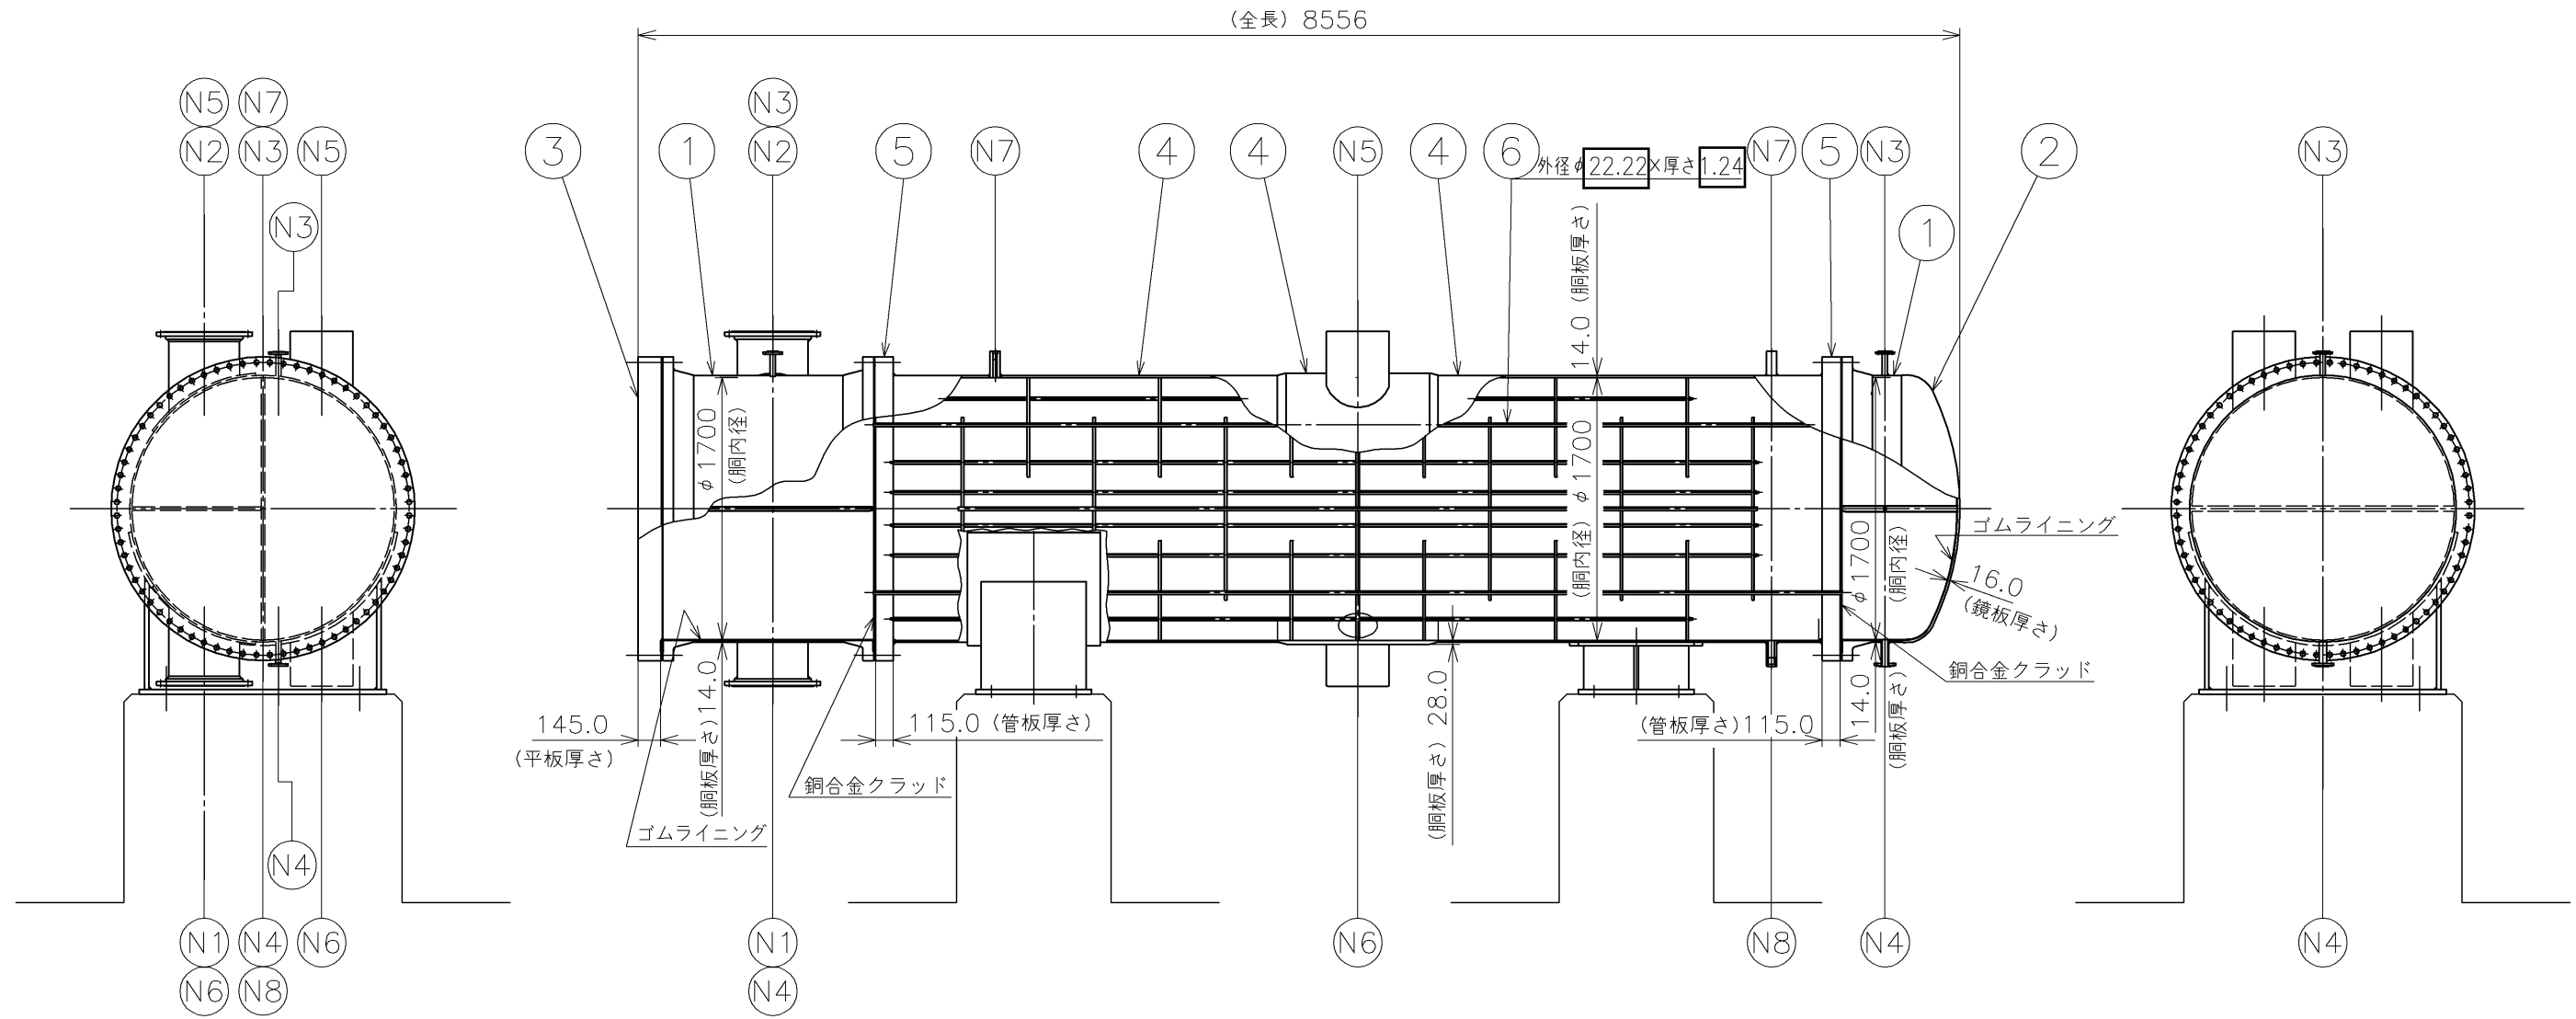 (全長) 8556
N5 N7 N3
N2 N3 N5 3 1 N2 5 N7 4 4 N5 4 6 N7 5 N3 2 N3
外径φ22.22×厚さ1.24
N3
1
14.0 (胴板厚さ)
φ1700
(胴内径)
φ1700
(胴内径)
φ1700
(胴内径)
ゴムライニング
16.0
(鏡板厚さ)
銅合金クラッド
145.0
(平板厚さ)
(胴板厚さ)14.0
115.0 (管板厚さ)
(胴板厚さ) 28.0
(管板厚さ)115.0
14.0
(胴板厚さ)
銅合金クラッド
ゴムライニング
N4
N1 N4 N6 N1 N6 N8 N4 N4
N6 N8 N4